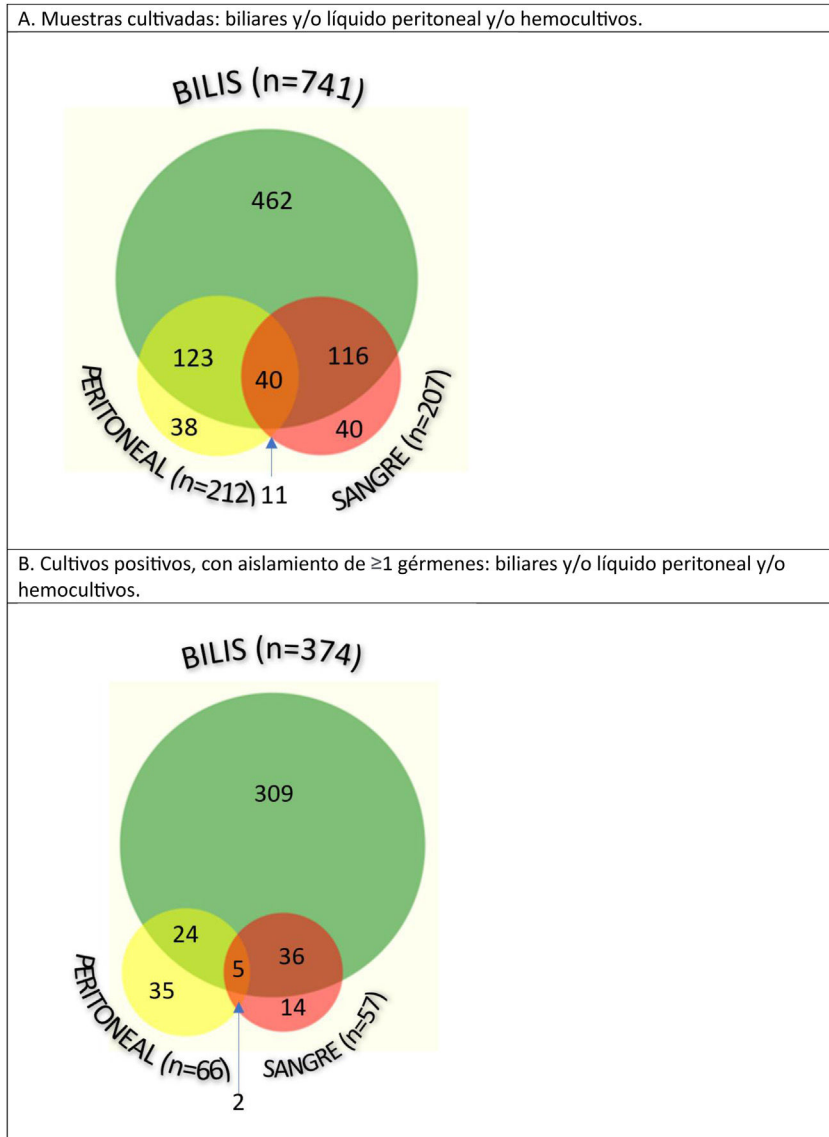 A. Muestras cultivadas: biliares y/o líquido peritoneal y/o hemocultivos.
BILIS (n=741)
462
123
40
116
38
40
PERITONEAL (n=212)
11
SANGRE (n=207)
B. Cultivos positivos, con aislamiento de ≥1 gérmenes: biliares y/o líquido peritoneal y/o
hemocultivos.
BILIS (n=374)
309
24
5
36
35
14
PERITONEAL (n=66)
SANGRE (n=57)
2